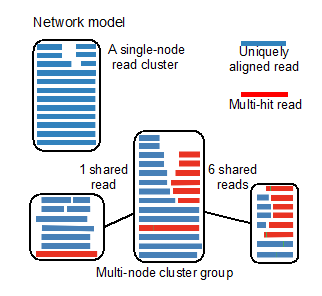 Network model
A single-node
read cluster
Uniquely
aligned read
Multi-hit read
1 shared
read
6 shared
reads
Multi-node cluster group